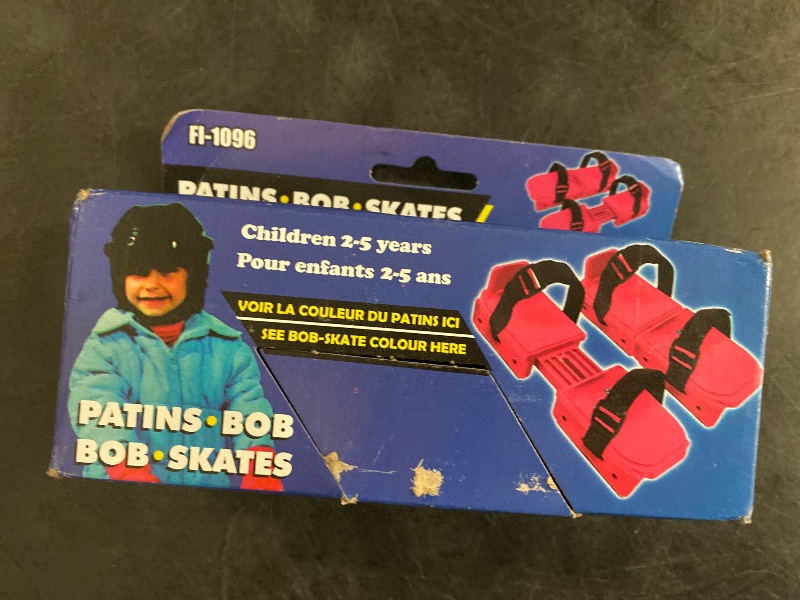 FI-1096
PATINS•BOB•SKATES
Children 2-5 years
Pour enfants 2-5 ans
VOIR LA COULEUR DU PATINS ICI
SEE BOB-SKATE COLOUR HERE
PATINS•BOB
BOB•SKATES